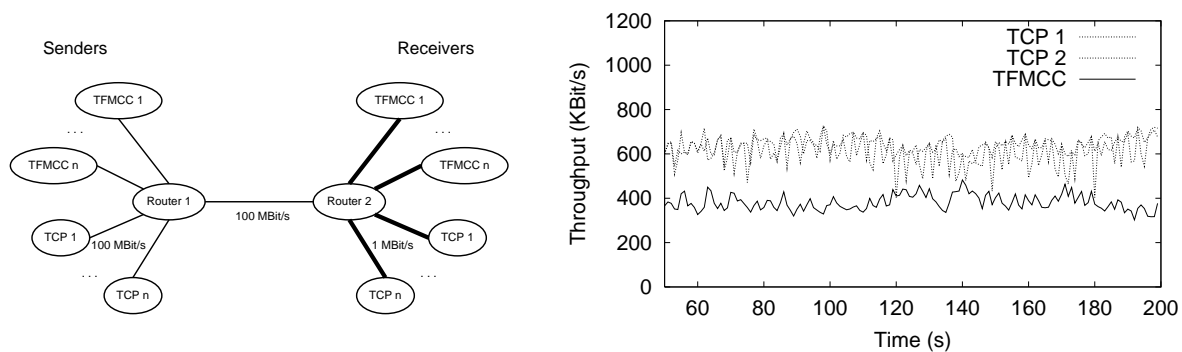 Senders
Receivers
TFMCC 1
TFMCC 1
. . .
. . .
TFMCC n
TFMCC n
Router 1
Router 2
100 MBit/s
TCP 1
100 MBit/s
1 MBit/s
TCP 1
. . .
. . .
TCP n
TCP n
Throughput (KBit/s)
1200
1000
800
600
400
200
0
TCP 1
TCP 2
TFMCC
60 80 100 120 140 160 180 200
Time (s)